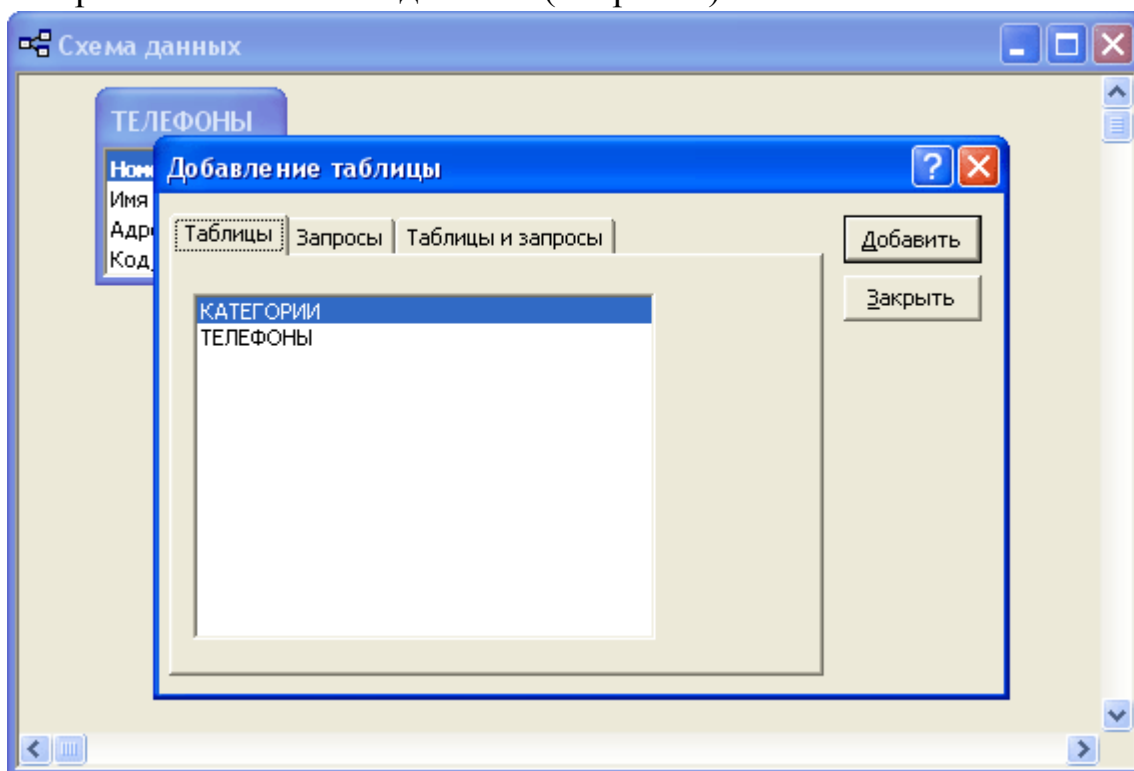 Схема данных
ТЕЛЕФОНЫ
Имя
Добавление таблицы
Таблицы
Запросы
Таблицы и запросы
КАТЕГОРИИ
ТЕЛЕФОНЫ
Добавить
Закрыть